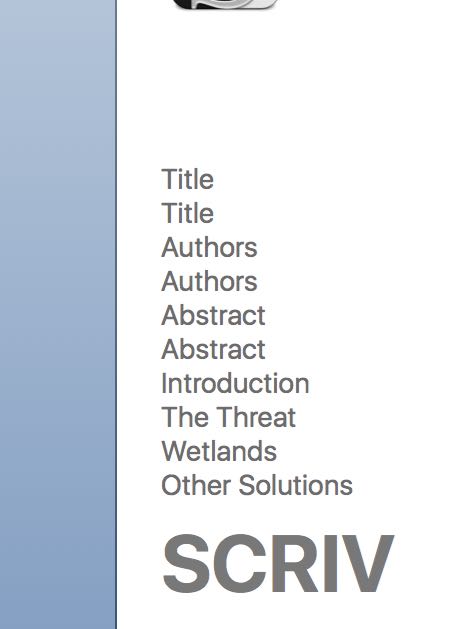 Title
Title
Authors
Authors
Abstract
Abstract
Introduction
The Threat
Wetlands
Other Solutions
SCRIV